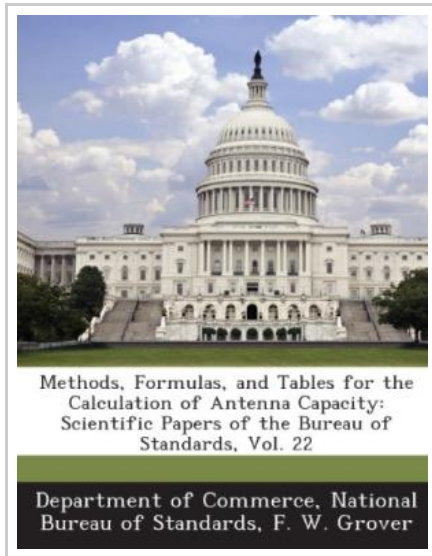 Methods, Formulas, and Tables for the
Calculation of Antenna Capacity:
Scientific Papers of the Bureau of
Standards, Vol. 22
Department of Commerce, National
Bureau of Standards, F. W. Grover